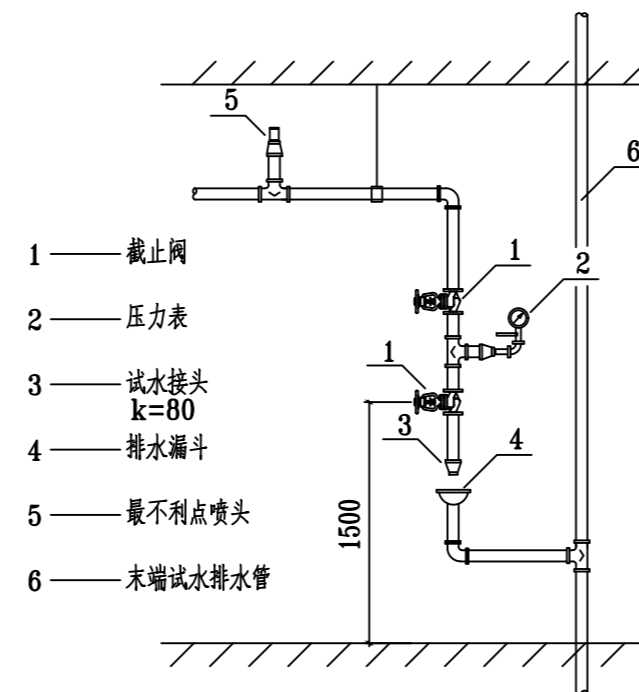 5
6
1 截止阀
1
2
2 压力表
1
3 试水接头
k=80
3
4
4 排水漏斗
1500
5 最不利点喷头
6 末端试水排水管